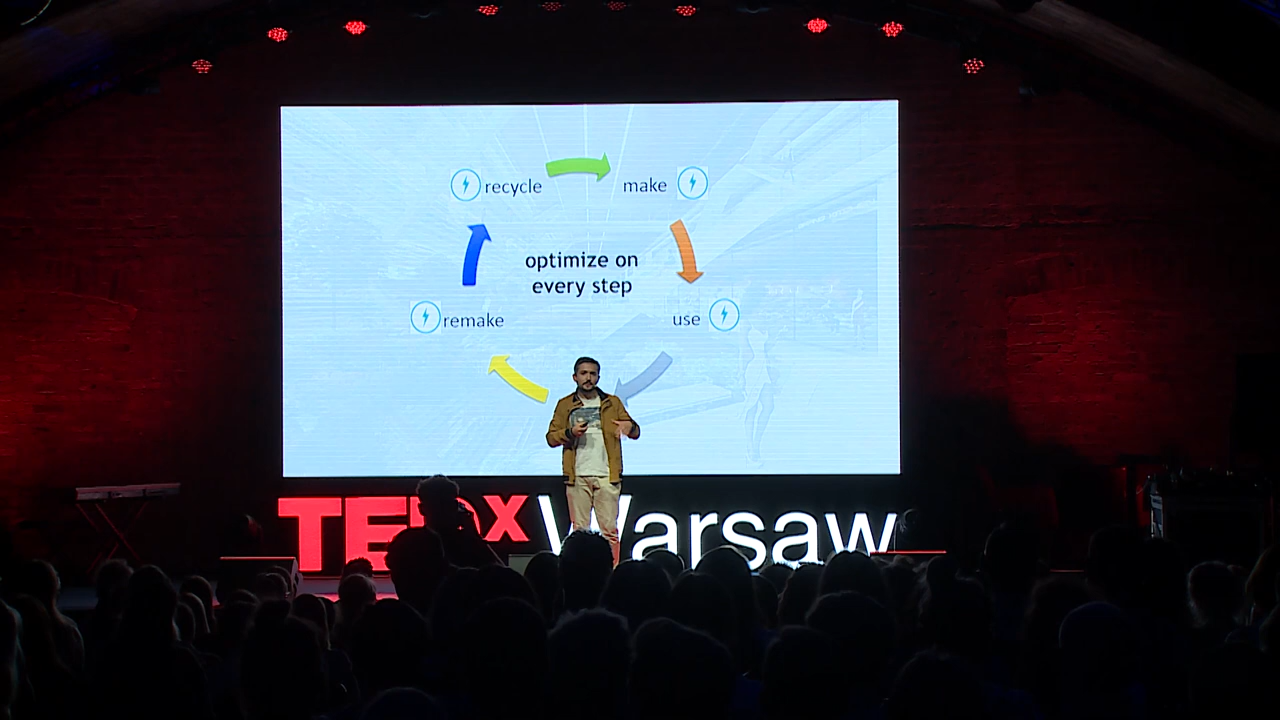 recycle
make
optimize on
every step
remake
use
TEDxWarsaw